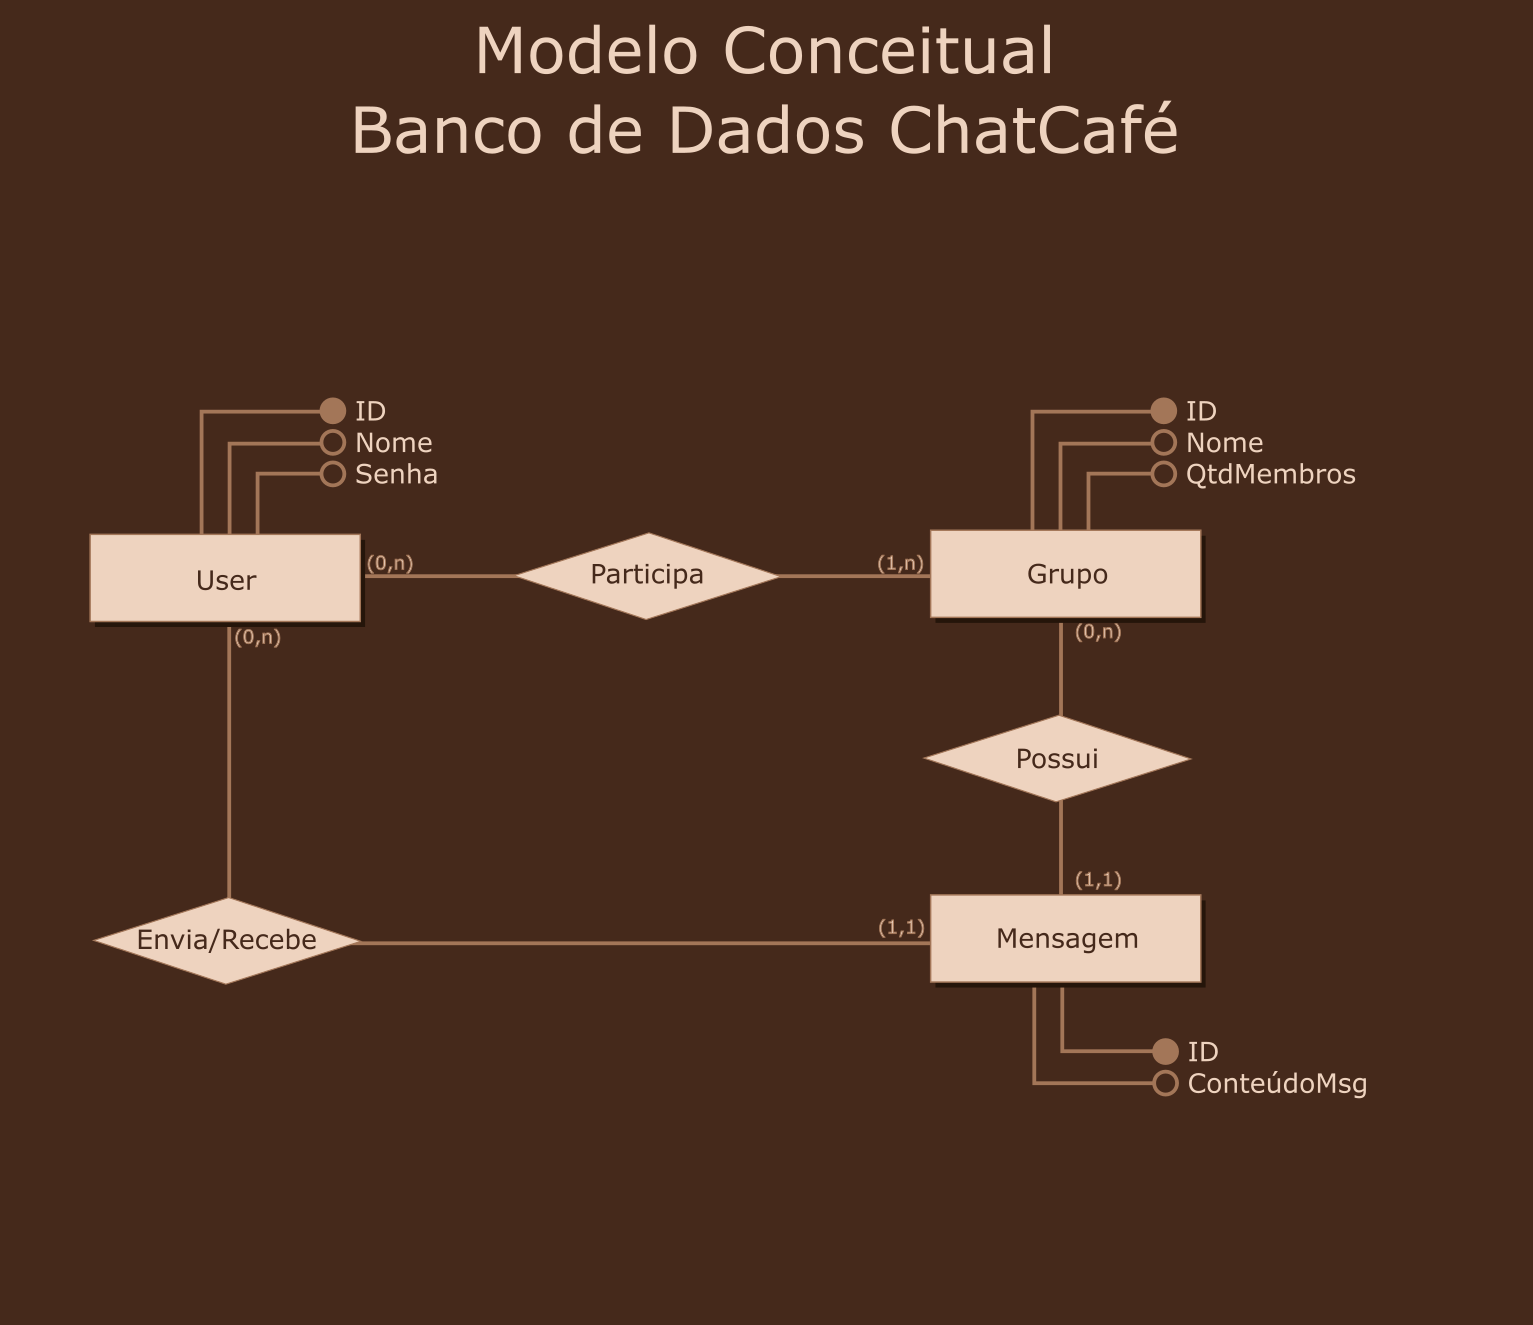 Modelo Conceitual
Banco de Dados ChatCafé
ID
Nome
Senha
ID
Nome
QtdMembros
User
(0,n)
Participa
(1,n)
Grupo
(0,n)
(0,n)
Possui
(1,1)
Envia/Recebe
(1,1)
Mensagem
ID
ConteúdoMsg